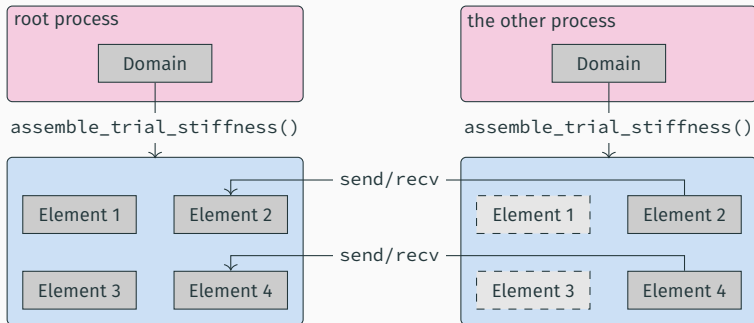 root process
Domain
assemble_trial_stiffness()
Element 1
Element 2
Element 3
Element 4
send/recv
send/recv
the other process
Domain
assemble_trial_stiffness()
Element 1
Element 2
Element 3
Element 4